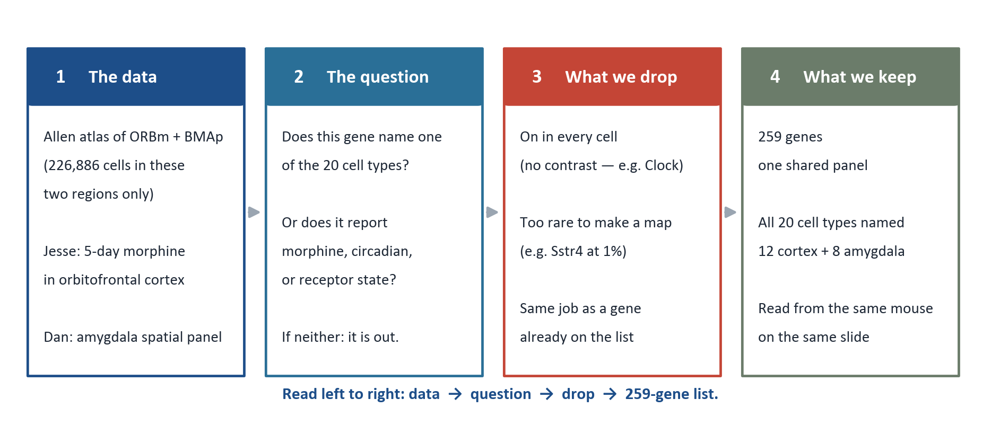 1 The data
Allen atlas of ORBm + BMAp
(226,886 cells in these
two regions only)
Jesse: 5-day morphine
in orbitofrontal cortex
Dan: amygdala spatial panel
2 The question
Does this gene name one
of the 20 cell types?
Or does it report
morphine, circadian,
or receptor state?
If neither: it is out.
3 What we drop
On in every cell
(no contrast — e.g. Clock)
Too rare to make a map
(e.g. Sstr4 at 1%)
Same job as a gene
already on the list
4 What we keep
259 genes
one shared panel
All 20 cell types named
12 cortex + 8 amygdala
Read from the same mouse
on the same slide
Read left to right: data → question → drop → 259-gene list.